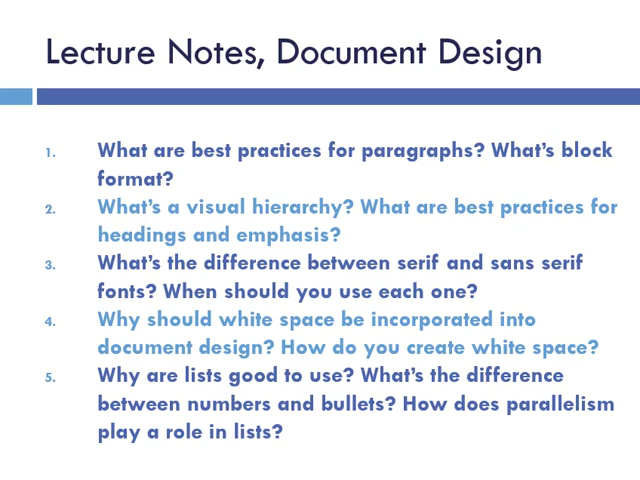 Lecture Notes, Document Design
1. What are best practices for paragraphs? What's block
format?
2. What's a visual hierarchy? What are best practices for
headings and emphasis?
3. What's the difference between serif and sans serif
fonts? When should you use each one?
4. Why should white space be incorporated into
document design? How do you create white space?
5. Why are lists good to use? What's the difference
between numbers and bullets? How does parallelism
play a role in lists?